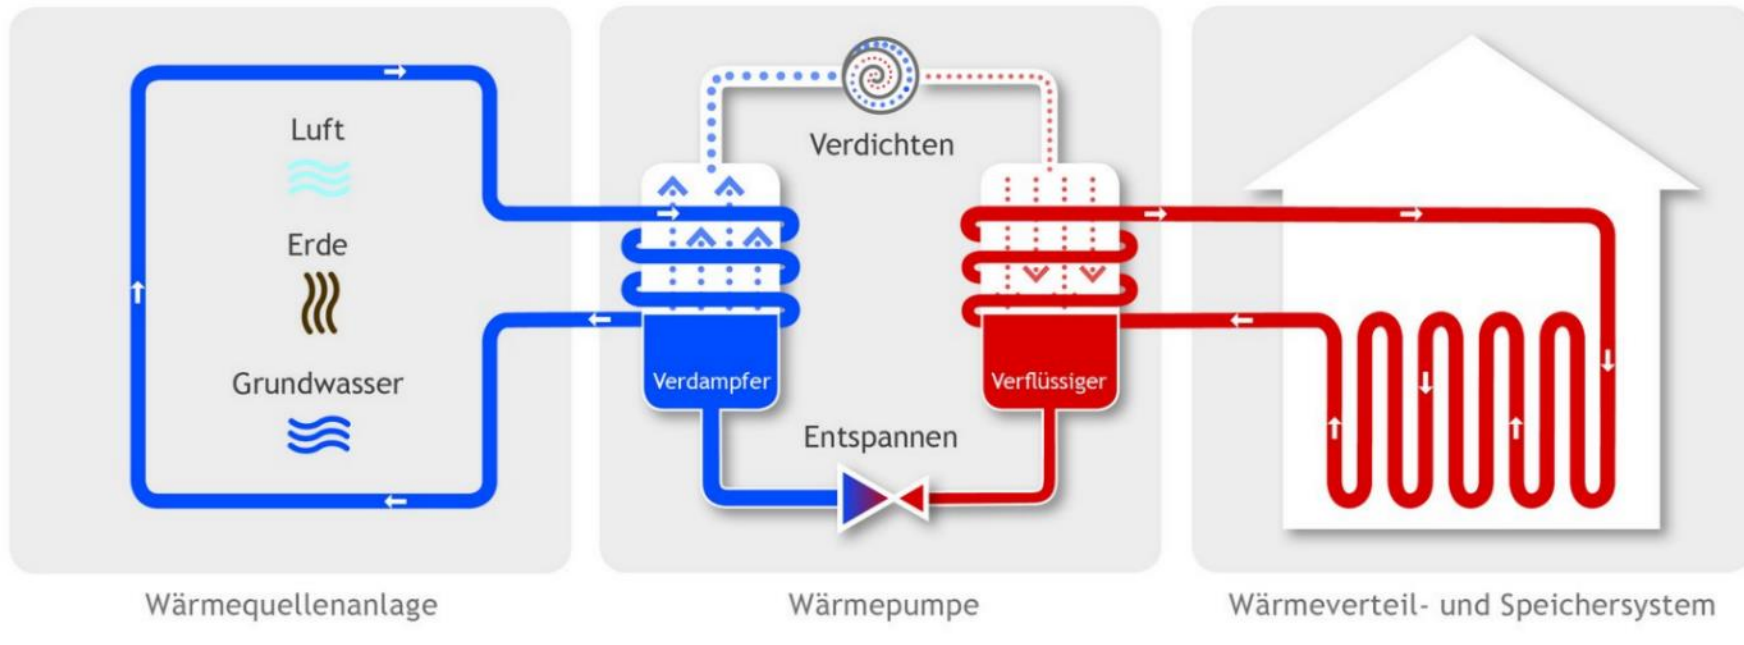 Luft
Erde
Grundwasser
Verdichten
Verdampfer
Verflüssiger
Entspannen
Wärmequellenanlage
Wärmepumpe
Wärmeverteil- und Speichersystem